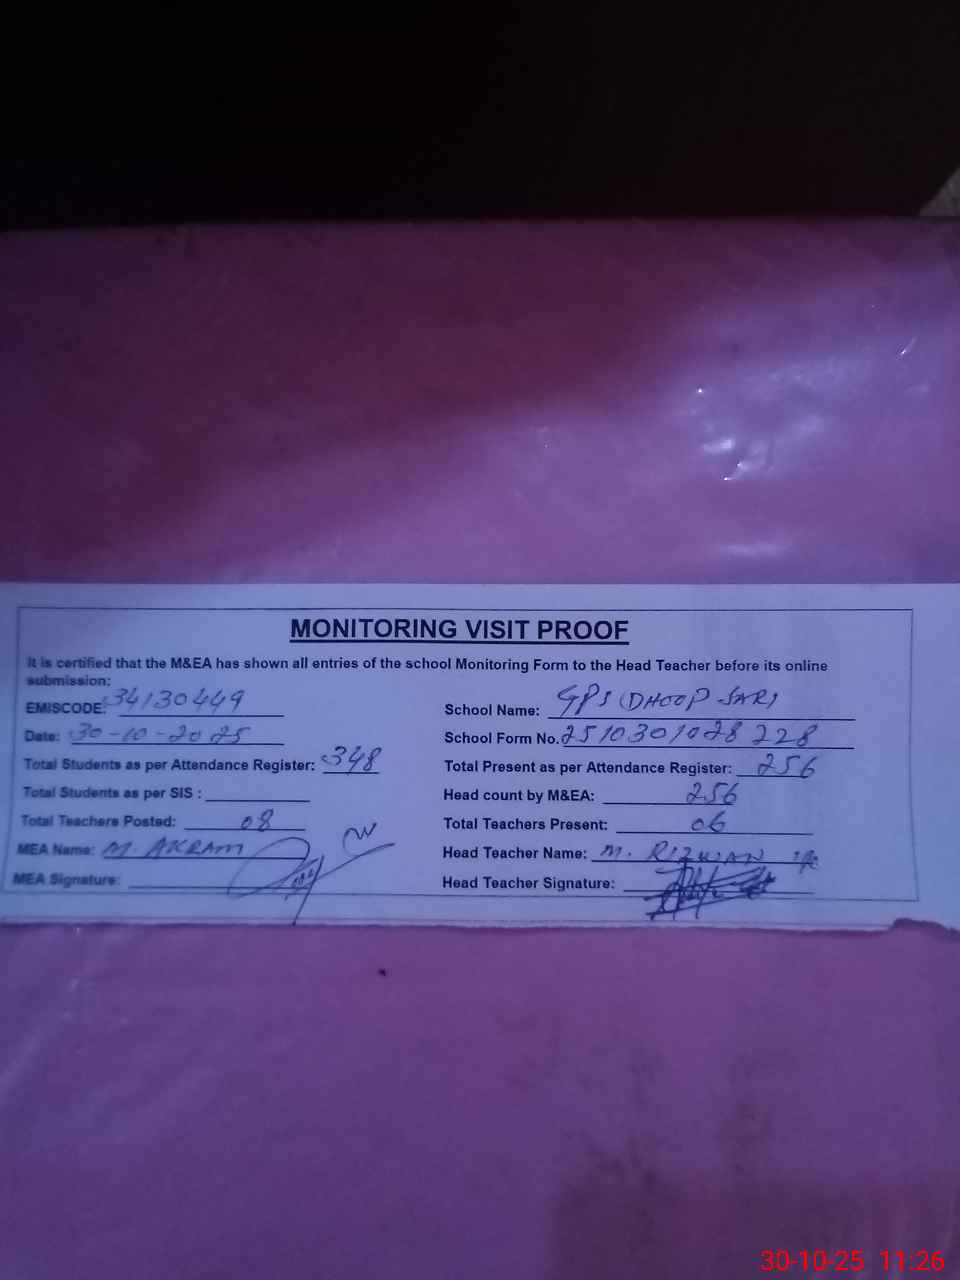 MONITORING VISIT PROOF
It is certified that the M&EA has shown all entries of the school Monitoring Form to the Head Teacher before its online
submission:
EMISCODE: 34130449
School Name: GPS DHOOP SARI
Date: 30-10-2025
School Form No. 2510301028 228
Total Students as per Attendance Register: 348
Total Present as per Attendance Register: 256
Total Students as per SIS :
Head count by M&EA: 256
Total Teachers Posted: 08
Total Teachers Present: 06
MEA Name: M. AKRAM
Head Teacher Name: M. RIZWAN
MEA Signature:
Head Teacher Signature:
30-10-25 11:26